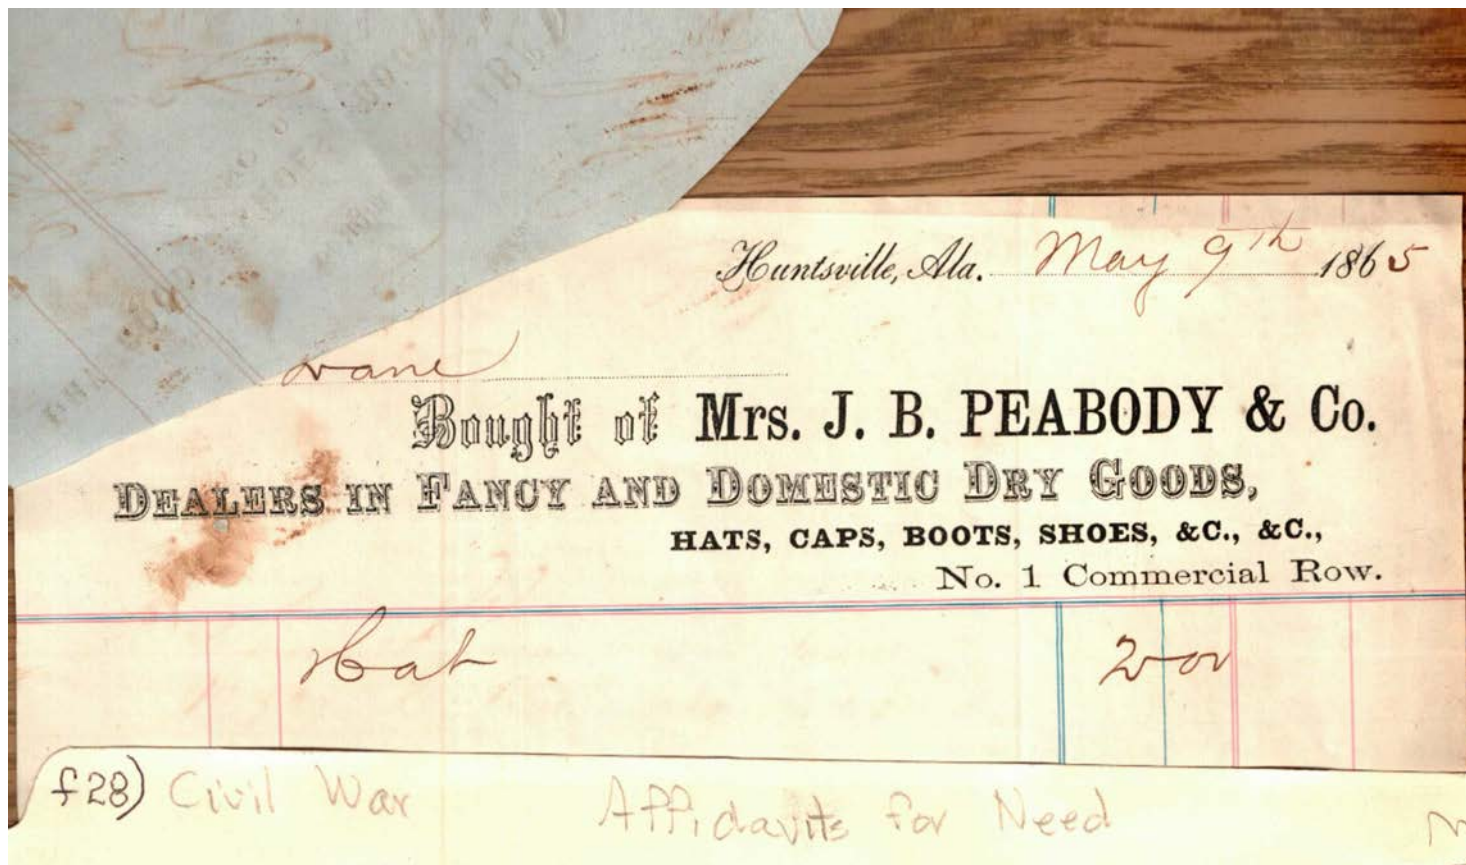 Huntsville, Ala. May 9th 1865
Bought of Mrs. J. B. PEABODY & Co.
DEALERS IN FANCY AND DOMESTIC DRY GOODS,
HATS, CAPS, BOOTS, SHOES, &C., &C.,
No. 1 Commercial Row.
Hat 200
f28) Civil War Affidavits for Need